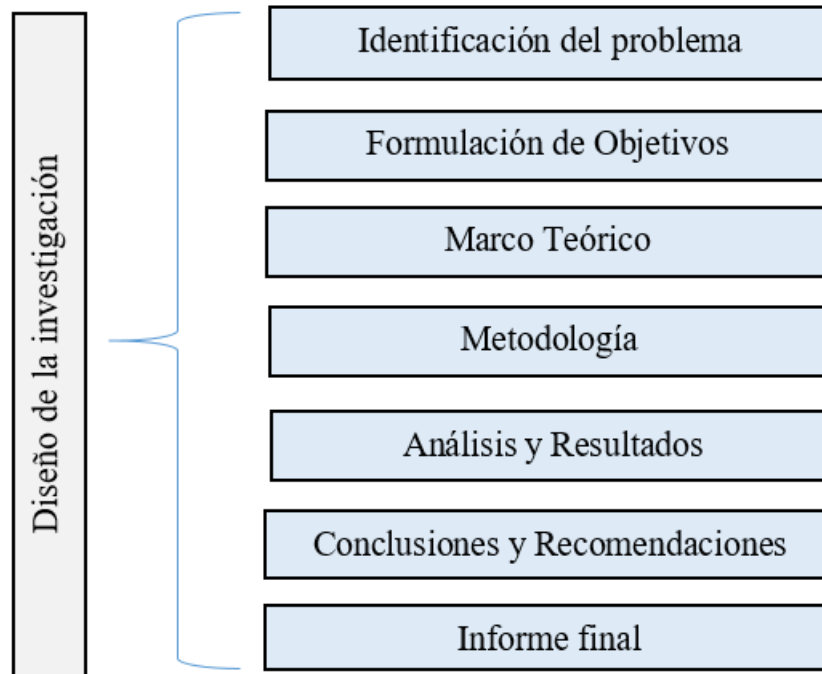 Diseño de la investigación
Identificación del problema
Formulación de Objetivos
Marco Teórico
Metodología
Análisis y Resultados
Conclusiones y Recomendaciones
Informe final